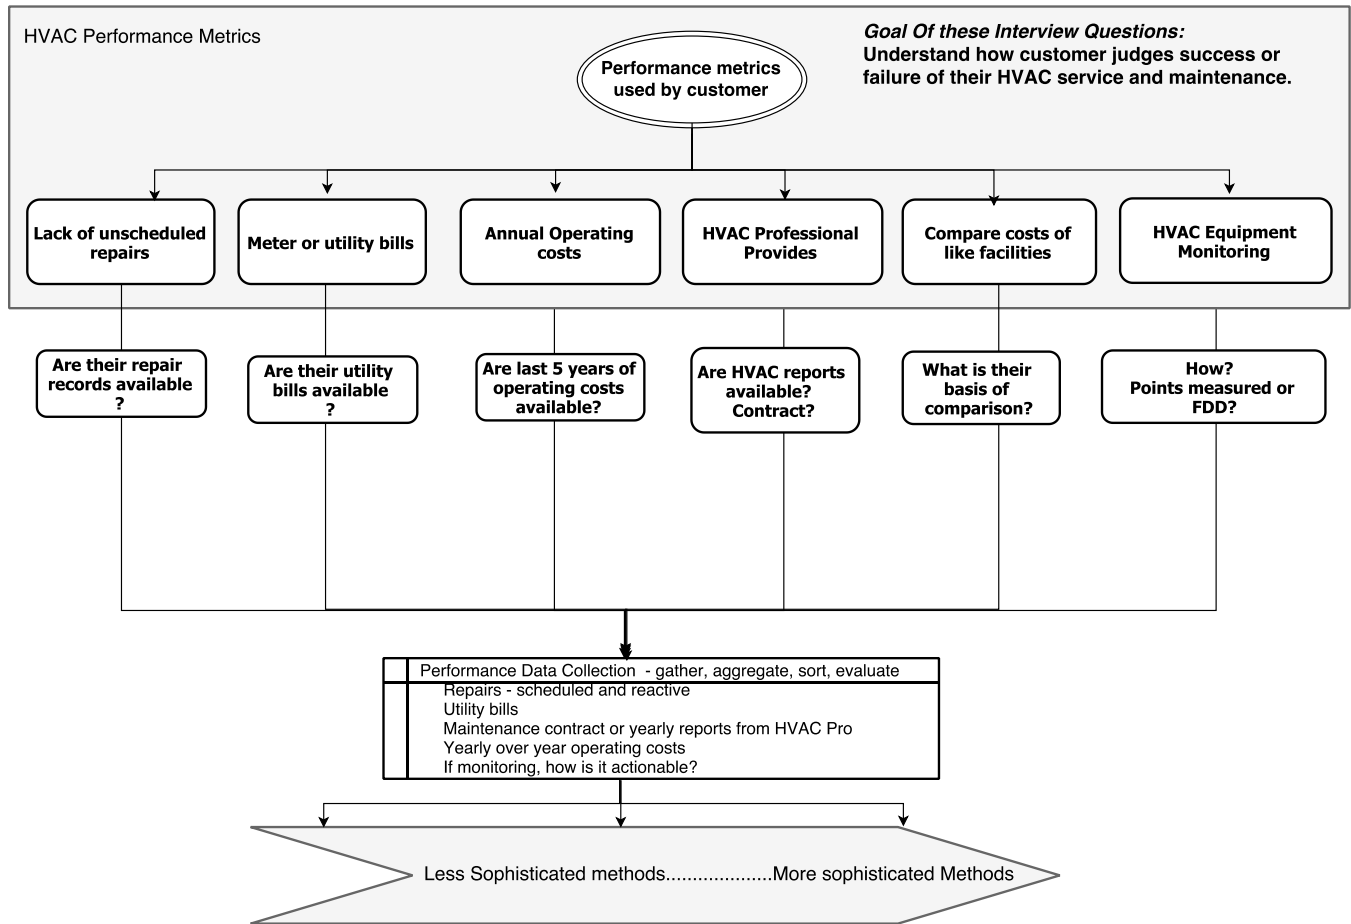 HVAC Performance Metrics
Goal Of these Interview Questions:
Understand how customer judges success or
failure of their HVAC service and maintenance.
Performance metrics
used by customer
Lack of unscheduled
repairs
Meter or utility bills
Annual Operating
costs
HVAC Professional
Provides
Compare costs of
like facilities
HVAC Equipment
Monitoring
Are their repair
records available
?
Are their utility
bills available
?
Are last 5 years of
operating costs
available?
Are HVAC reports
available?
Contract?
What is their
basis of
comparison?
How?
Points measured or
FDD?
Performance Data Collection - gather, aggregate, sort, evaluate
Repairs - scheduled and reactive
Utility bills
Maintenance contract or yearly reports from HVAC Pro
Yearly over year operating costs
If monitoring, how is it actionable?
Less Sophisticated methods....................More sophisticated Methods